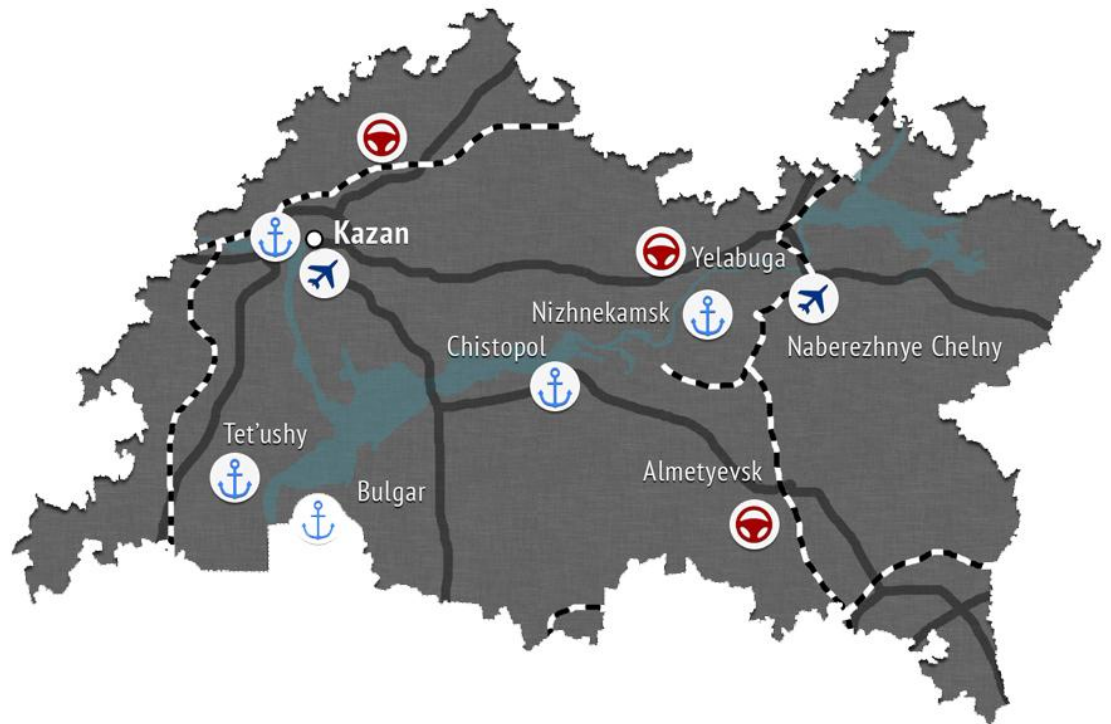 Kazan
Yelabuga
Nizhnekamsk
Chistopol
Naberezhnye Chelny
Tet'ushy
Almetyevsk
Bulgar